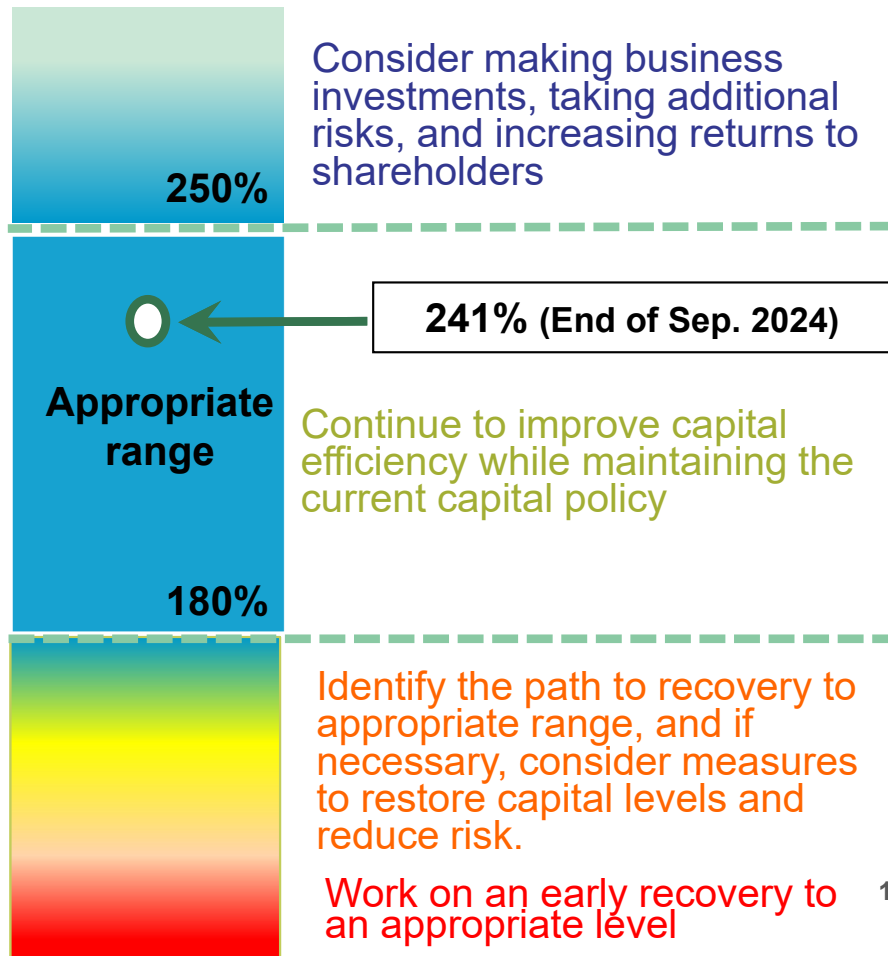 Consider making business
investments, taking additional
risks, and increasing returns to
shareholders
250%
241% (End of Sep. 2024)
Appropriate
range
Continue to improve capital
efficiency while maintaining the
current capital policy
180%
Identify the path to recovery to
appropriate range, and if
necessary, consider measures
to restore capital levels and
reduce risk.
Work on an early recovery to
an appropriate level
1